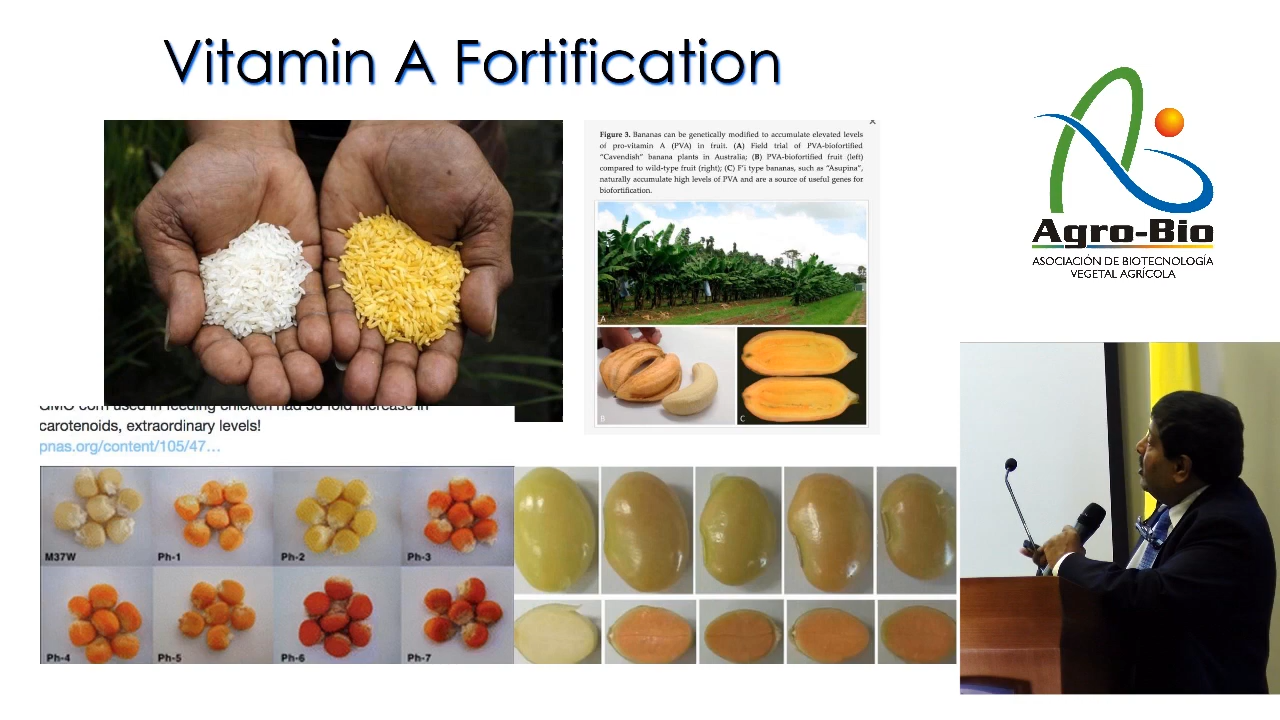 Vitamin A Fortification
Figure 3. Bananas can be genetically modified to accumulate elevated levels
of pro-vitamin A (PVA) in fruit. (A) Field trial of PVA-biofortified
"Cavendish" banana plants in Australia; (B) PVA-biofortified fruit (left)
compared to wild-type fruit (right); (C) F'i type bananas, such as "Asupina",
naturally accumulate high levels of PVA and are a source of useful genes for
biofortification.
A
B
C
Agro-Bio
ASOCIACIÓN DE BIOTECNOLOGÍA
VEGETAL AGRÍCOLA
GMO corn used in feeding chicken had 58 fold increase in
carotenoids, extraordinary levels!
pnas.org/content/105/47…
M37W
Ph-1
Ph-2
Ph-3
Ph-4
Ph-5
Ph-6
Ph-7